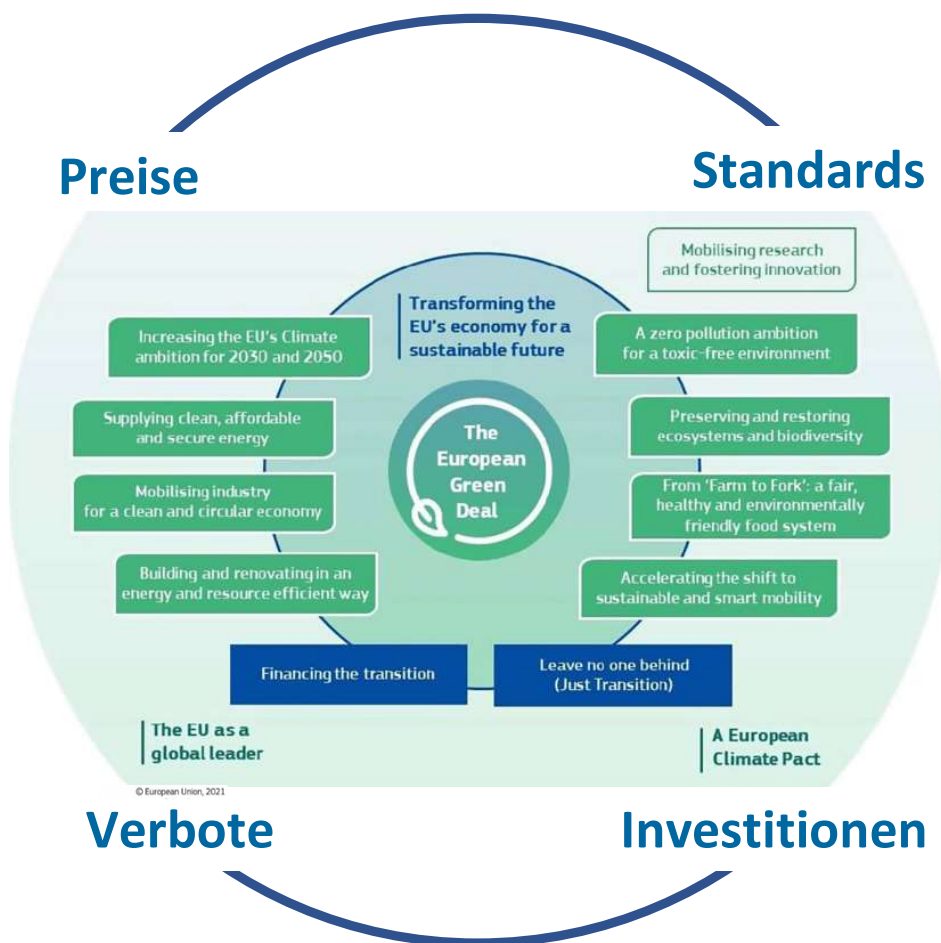 Preise
Standards
Mobilising research
and fostering innovation
Transforming the
EU's economy for a
sustainable future
Increasing the EU's Climate
ambition for 2030 and 2050
A zero pollution ambition
for a toxic-free environment
Supplying clean, affordable
and secure energy
Preserving and restoring
ecosystems and biodiversity
The
European
Green
Deal
Mobilising industry
for a clean and circular economy
From ‘Farm to Fork’: a fair,
healthy and environmentally
friendly food system
Building and renovating in an
energy and resource efficient way
Accelerating the shift to
sustainable and smart mobility
Financing the transition
Leave no one behind
(Just Transition)
The EU as a
global leader
A European
Climate Pact
© European Union, 2021
Verbote
Investitionen